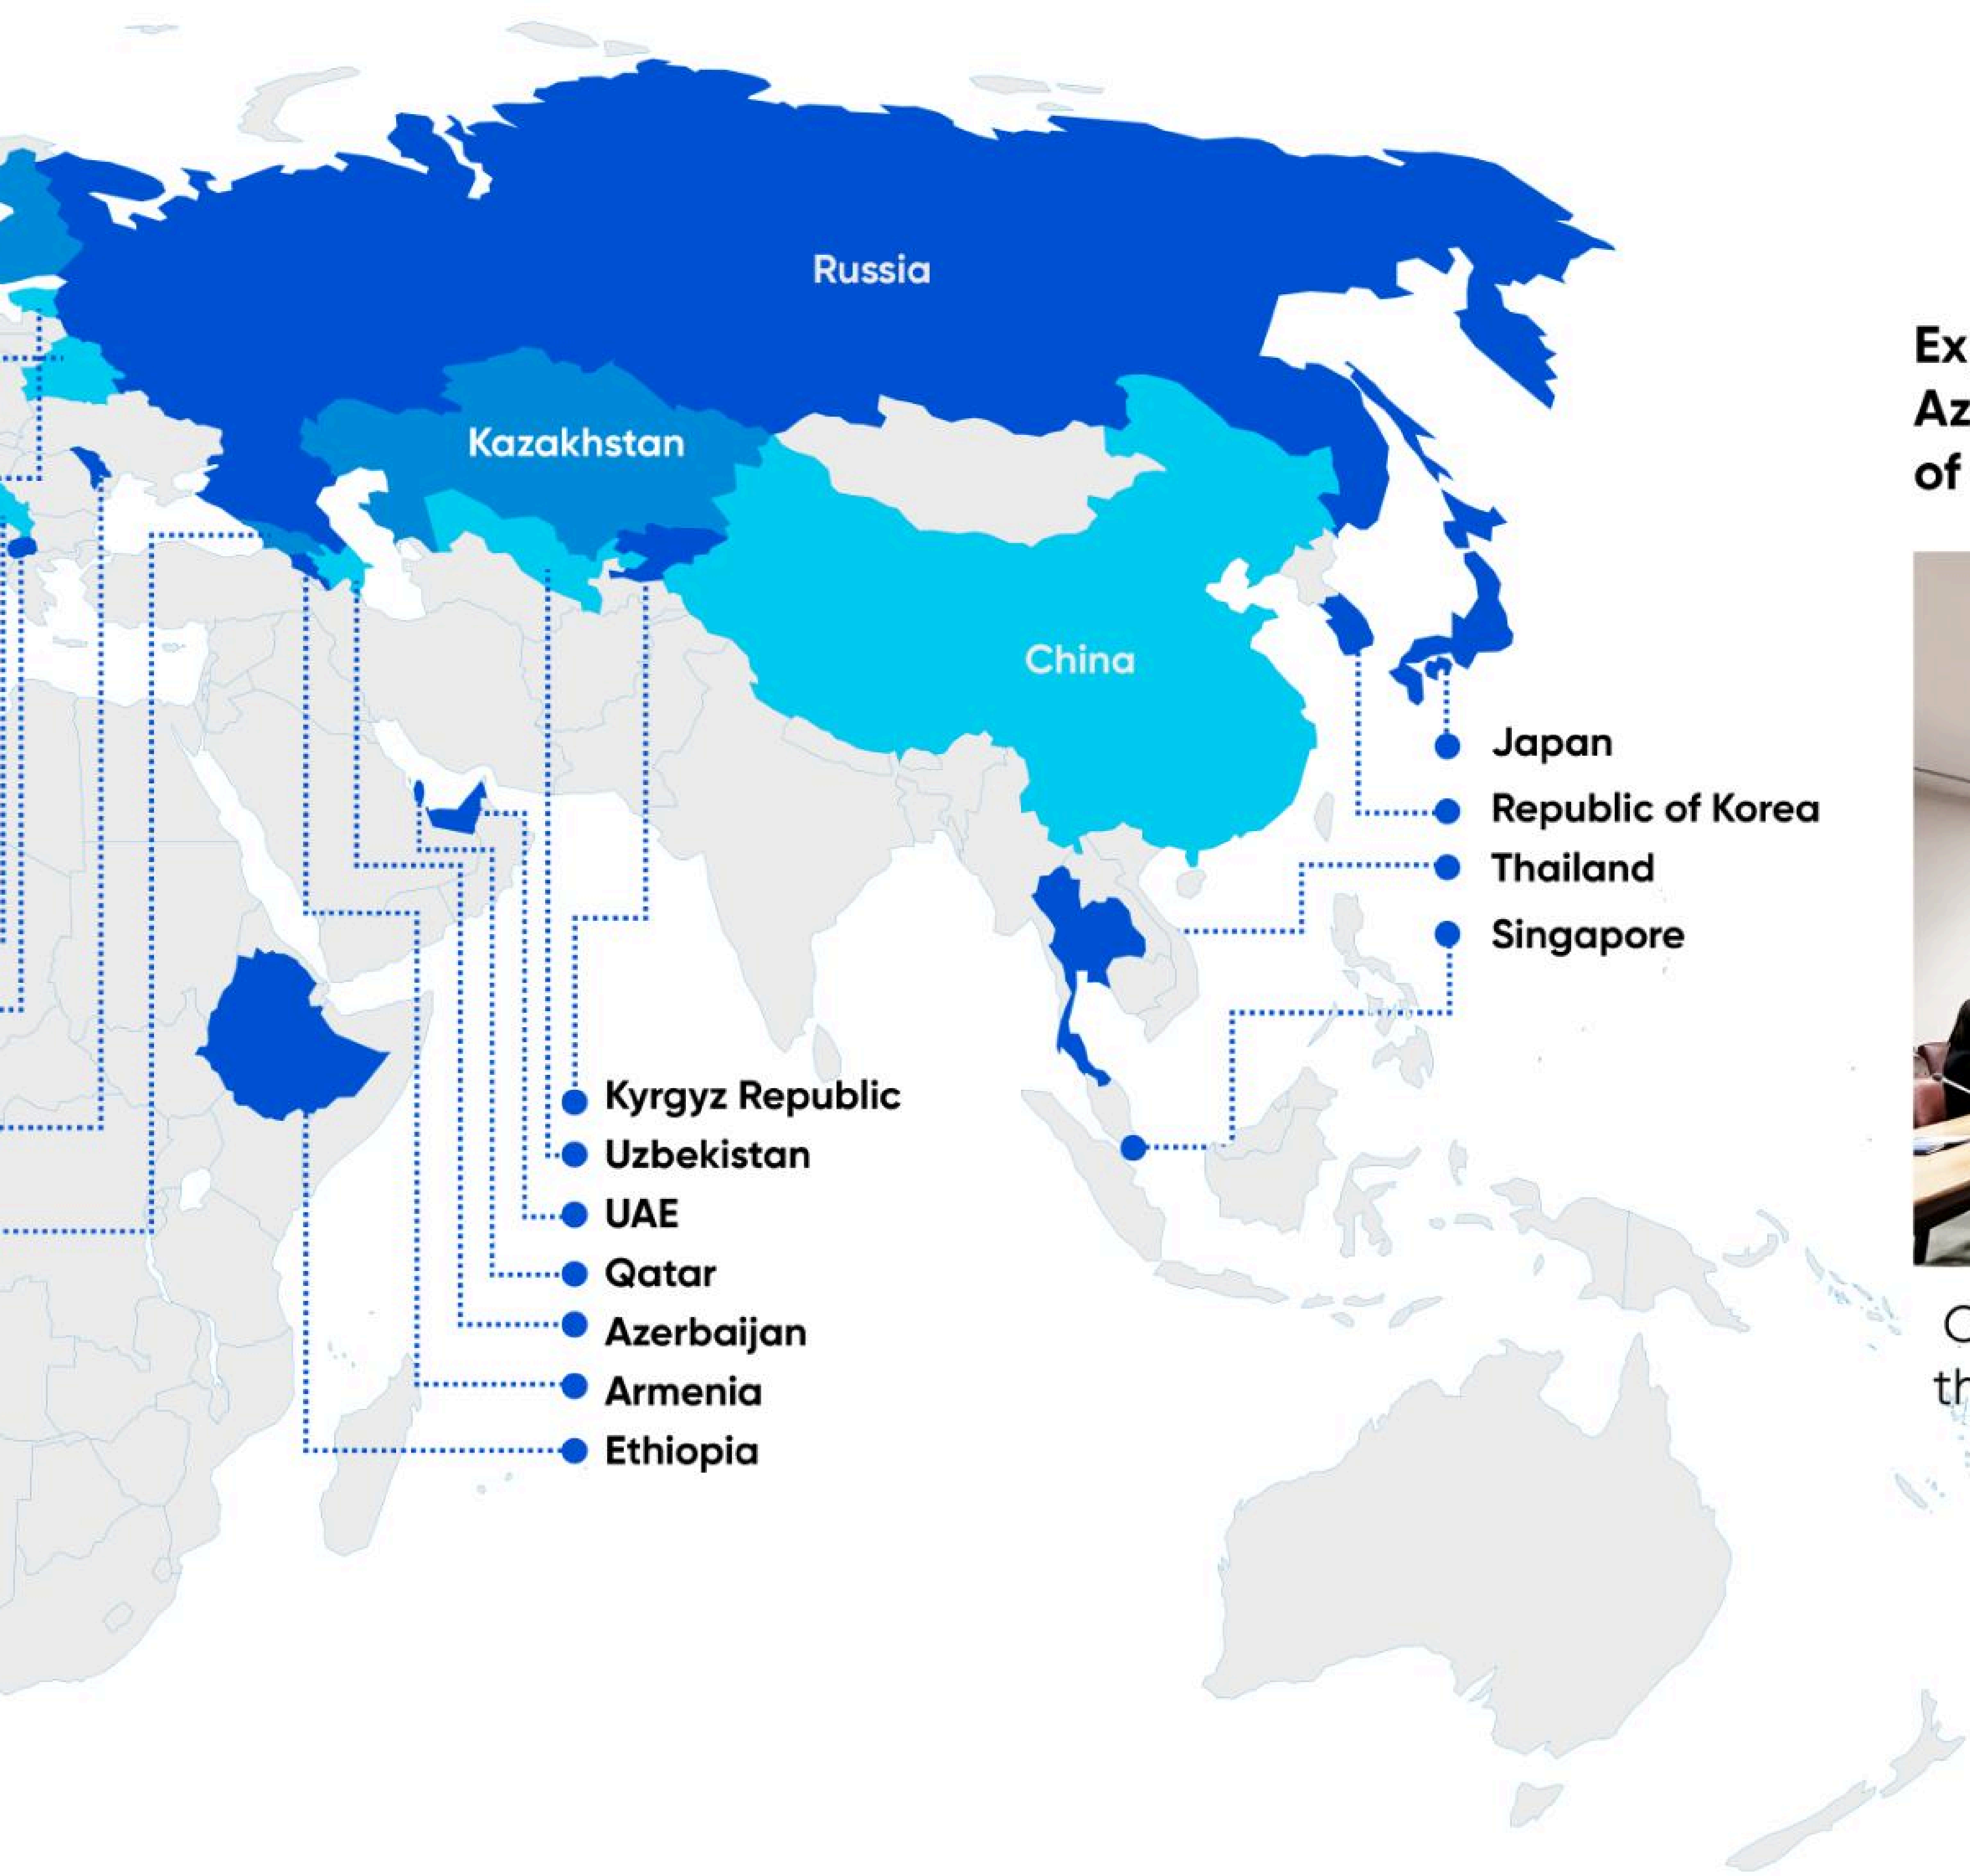 Russia
Kazakhstan
China
Japan
Republic of Korea
Thailand
Singapore
Kyrgyz Republic
Uzbekistan
UAE
Qatar
Azerbaijan
Armenia
Ethiopia
Ex
Az
of